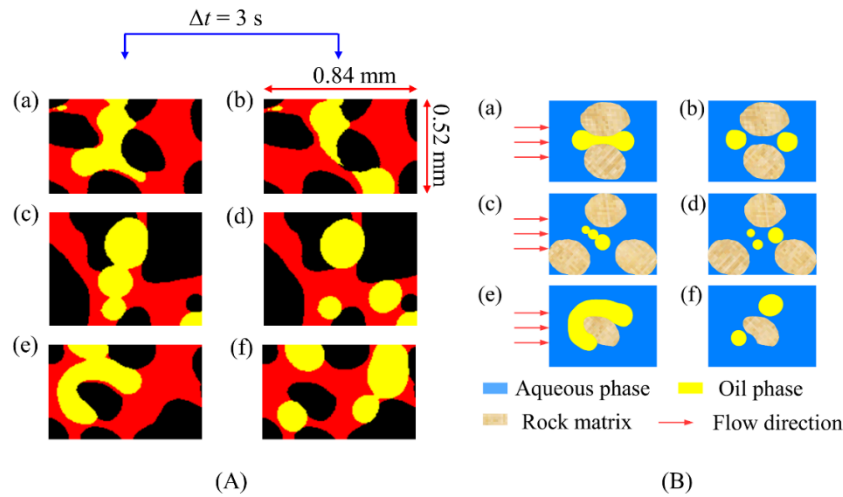 Δt = 3 s
0.84 mm
(a)
(b)
0.52 mm
(c)
(d)
(e)
(f)
(A)
(a)
(b)
(c)
(d)
(e)
(f)
Aqueous phase
Oil phase
Rock matrix
Flow direction
(B)